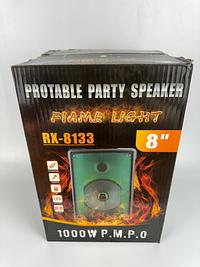 PROTABLE PARTY SPEAKER
FIAME LIGHT
RX-8133
8"
1000W P.M.P.O